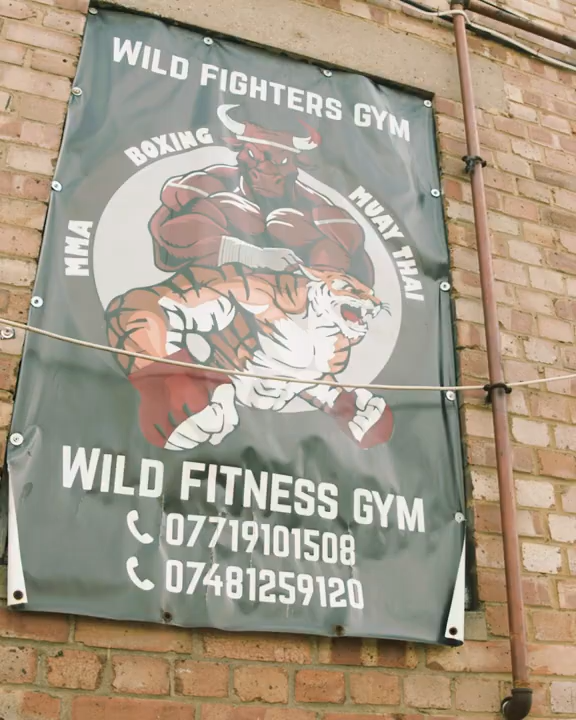 WILD FIGHTERS GYM
BOXING
MMA
MUAY THAI
WILD FITNESS GYM
07719101508
07481259120